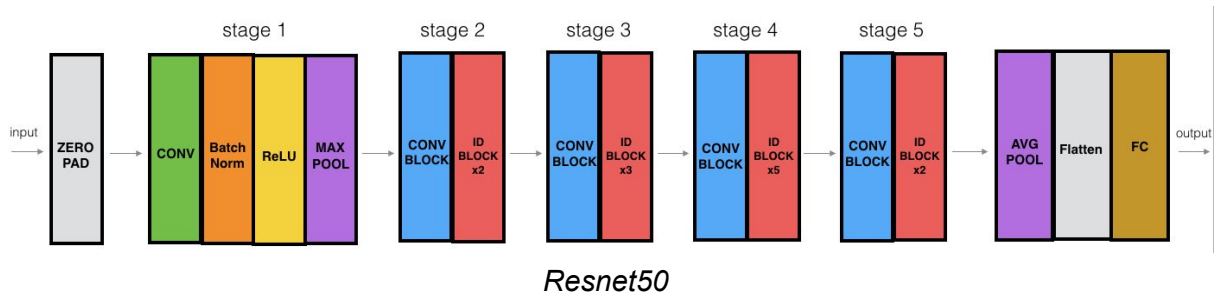 stage 1
stage 2
stage 3
stage 4
stage 5
input
ZERO
PAD
CONV
Batch
Norm
ReLU
MAX
POOL
CONV
BLOCK
ID
BLOCK
x2
CONV
BLOCK
ID
BLOCK
x3
CONV
BLOCK
ID
BLOCK
x5
CONV
BLOCK
ID
BLOCK
x2
AVG
POOL
Flatten
FC
output
Resnet50